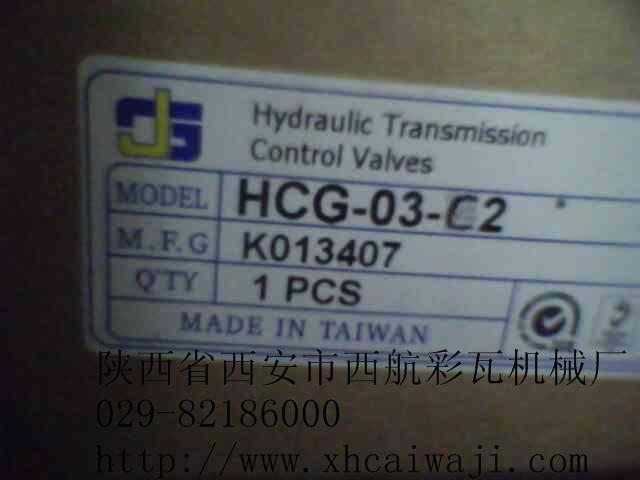 JG
Hydraulic Transmission
Control Valves
MODEL HCG-03-C2
M.F.G K013407
Q'TY 1 PCS
MADE IN TAIWAN
陕西省西安市西航彩瓦机械厂
029-82186000
http://www.xhcaiwaji.com